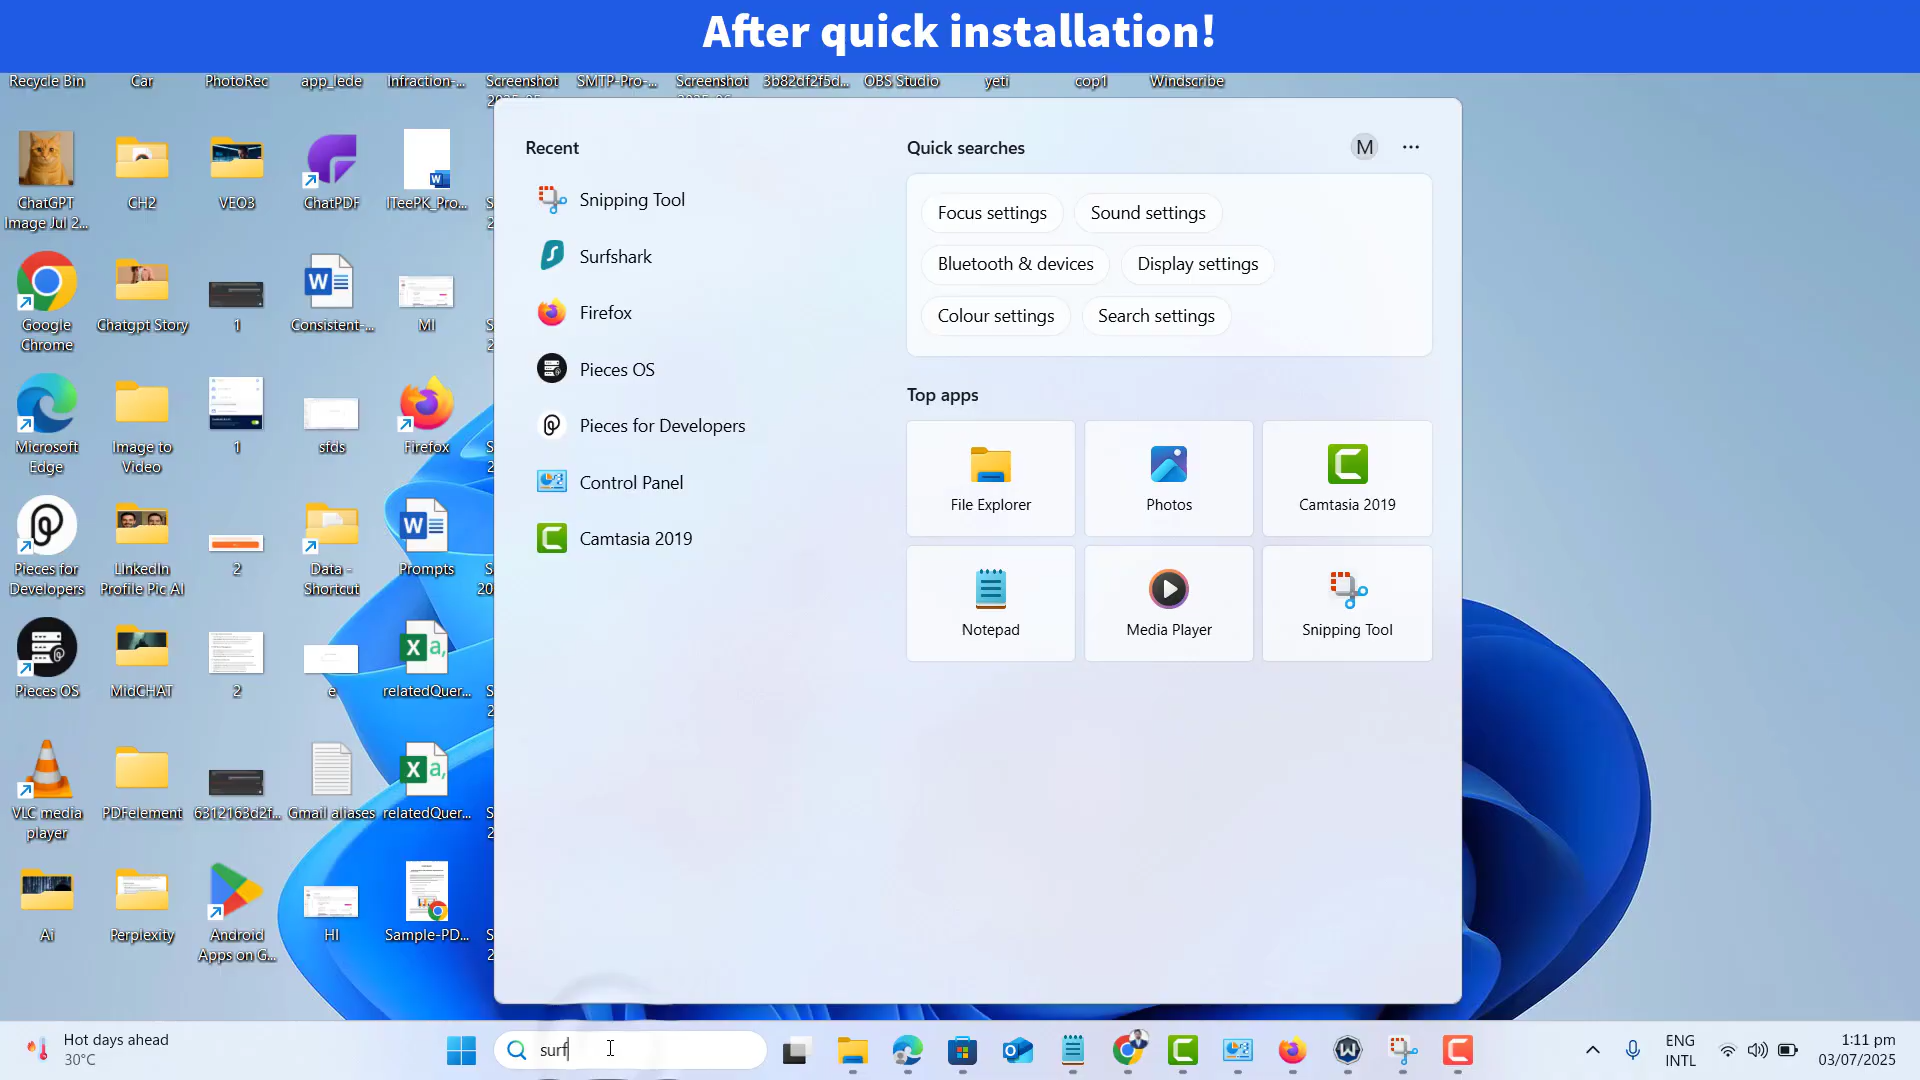 After quick installation!
Recycle Bin
Car
PhotoRec
app_lede
Infraction-...
Screenshot
SMTP-Pro-...
Screenshot
3b82df2f5d...
OBS Studio
yeti
cop1
Windscribe
ChatGPT
Image Jul 2...
CH2
VEO3
ChatPDF
ITeePK_Pro...
Google
Chrome
Chatgpt Story
1
Consistent-...
MI
Microsoft
Edge
Image to
Video
1
sfds
Firefox
Pieces for
Developers
LinkedIn
Profile Pic AI
2
Data -
Shortcut
Prompts
Pieces OS
MidCHAT
2
e
relatedQuer...
VLC media
player
PDFelement
6312163d2f...
Gmail aliases
relatedQuer...
Ai
Perplexity
Android
Apps on G...
HI
Sample-PD...
Recent
Snipping Tool
Surfshark
Firefox
Pieces OS
Pieces for Developers
Control Panel
Camtasia 2019
Quick searches
M
Focus settings
Sound settings
Bluetooth & devices
Display settings
Colour settings
Search settings
Top apps
File Explorer
Photos
Camtasia 2019
Notepad
Media Player
Snipping Tool
Hot days ahead
30°C
surf
ENG
INTL
1:11 pm
03/07/2025